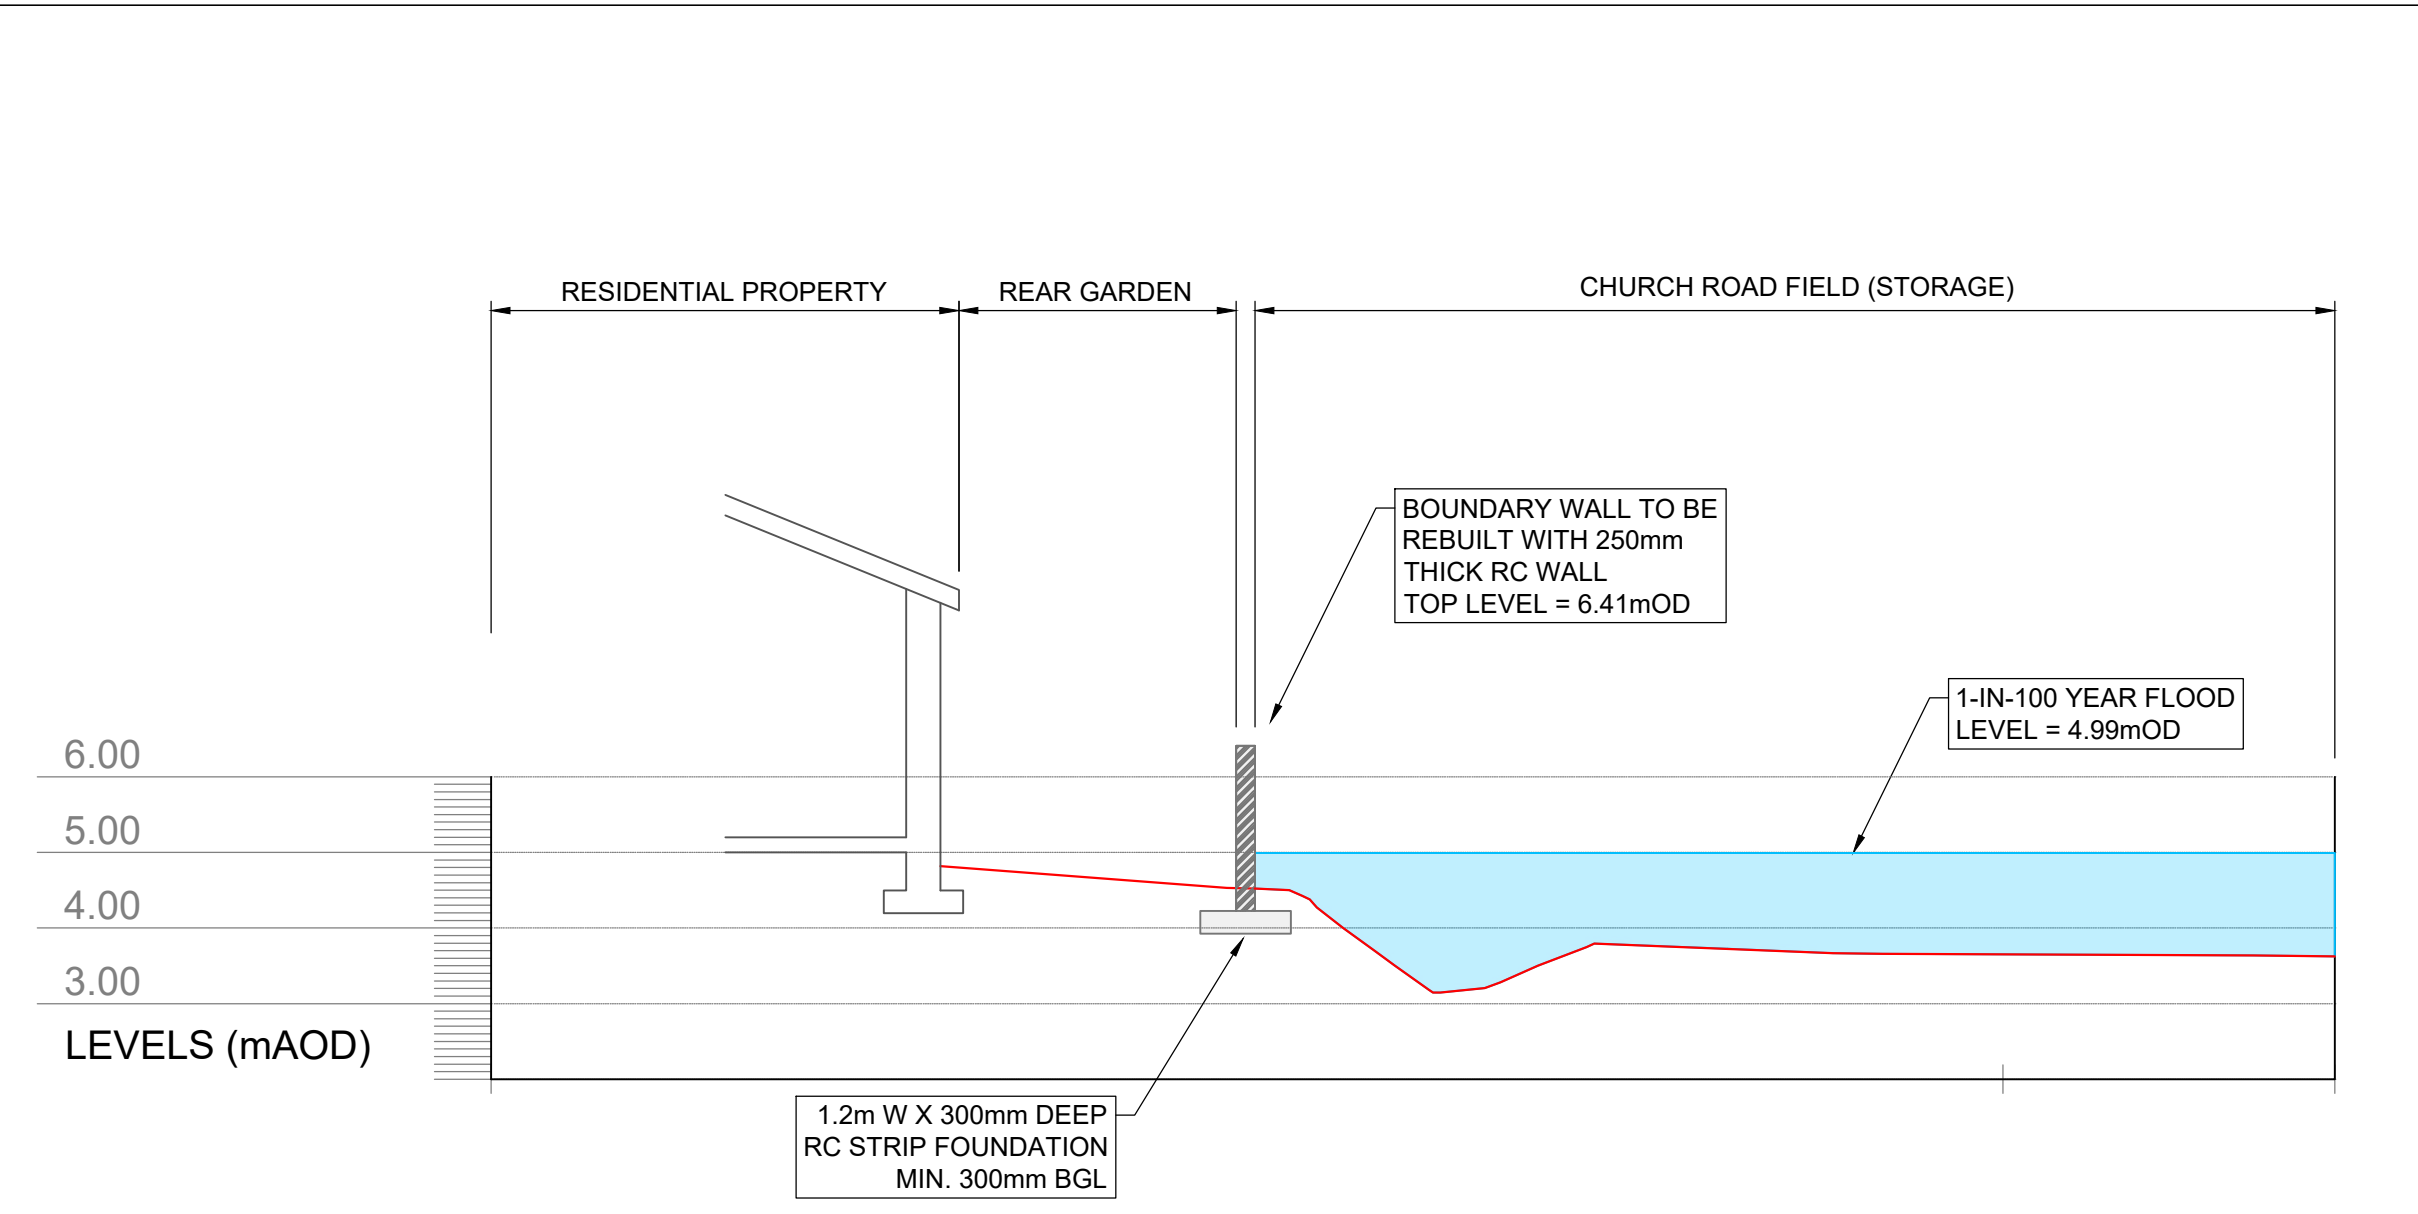 RESIDENTIAL PROPERTY
REAR GARDEN
CHURCH ROAD FIELD (STORAGE)
BOUNDARY WALL TO BE
REBUILT WITH 250mm
THICK RC WALL
TOP LEVEL = 6.41mOD
1-IN-100 YEAR FLOOD
LEVEL = 4.99mOD
6.00
5.00
4.00
3.00
LEVELS (mAOD)
1.2m W X 300mm DEEP
RC STRIP FOUNDATION
MIN. 300mm BGL